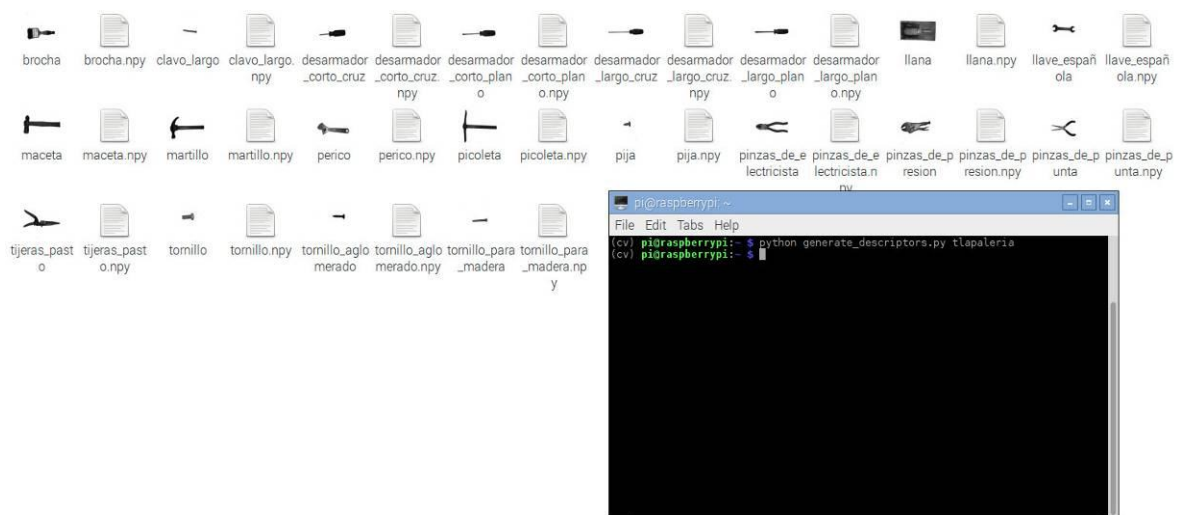 brocha
brocha.npy
clavo_largo
clavo_largo.
npy
desarmador
_corto_cruz
desarmador
_corto_cruz.
npy
desarmador
_corto_plan
o
desarmador
_corto_plan
o.npy
desarmador
_largo_cruz
desarmador
_largo_cruz.
npy
desarmador
_largo_plan
o
desarmador
_largo_plan
o.npy
llana
llana.npy
llave_españ
ola
llave_españ
ola.npy
maceta
maceta.npy
martillo
martillo.npy
perico
perico.npy
picoleta
picoleta.npy
pija
pija.npy
pinzas_de_e
lectricista
pinzas_de_e
lectricista.n
py
pinzas_de_p
resion
pinzas_de_p
resion.npy
pinzas_de_p
unta
pinzas_de_p
unta.npy
tijeras_past
o
tijeras_past
o.npy
tornillo
tornillo.npy
tornillo_aglo
merado
tornillo_aglo
merado.npy
tornillo_para
_madera
tornillo_para
_madera.np
y
pi@raspberrypi: ~
File Edit Tabs Help
(cv) pi@raspberrypi:~ $ python generate_descriptors.py tlapaleria
(cv) pi@raspberrypi:~ $